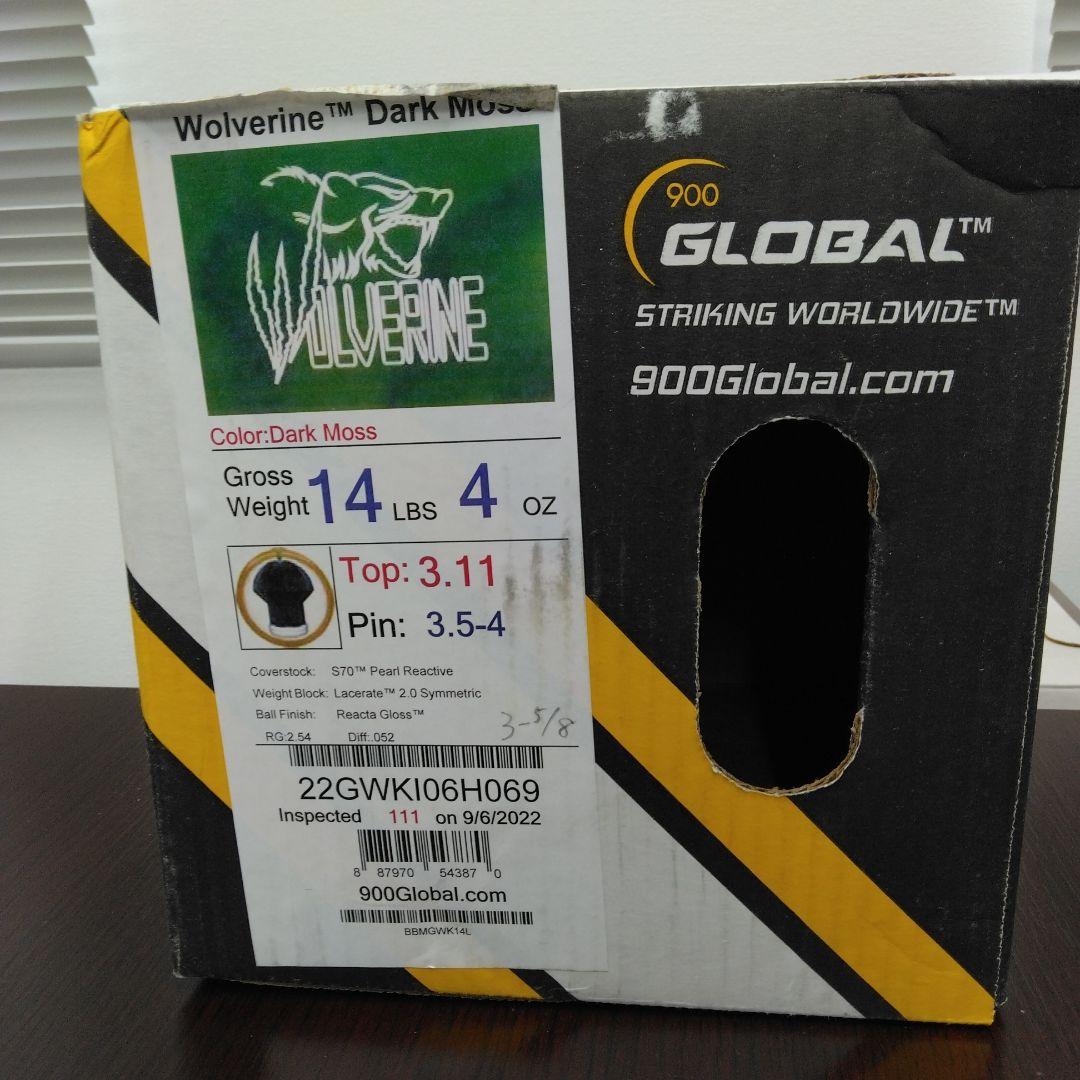 Wolverine™ Dark Moss
WOLVERINE
Color:Dark Moss
Gross
Weight 14 LBS 4 OZ
Top: 3.11
Pin: 3.5-4
Coverstock: S70™ Pearl Reactive
Weight Block: Lacerate™ 2.0 Symmetric
Ball Finish: Reacta Gloss™
3-5/8
RG:2.54 Diff:.052
22GWKI06H069
Inspected 111 on 9/6/2022
8 87970 54387 0
900Global.com
BBMGWK14L
900
GLOBAL™
STRIKING WORLDWIDE™
900Global.com